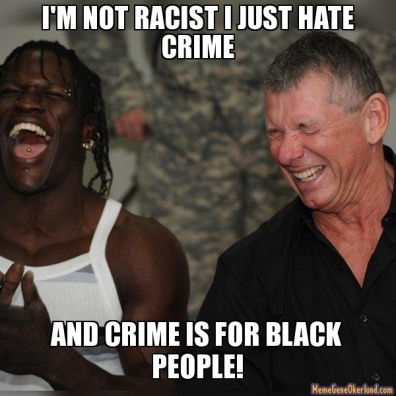 I'M NOT RACIST I JUST HATE
CRIME
AND CRIME IS FOR BLACK
PEOPLE!
MemeGeneOkerlund.com